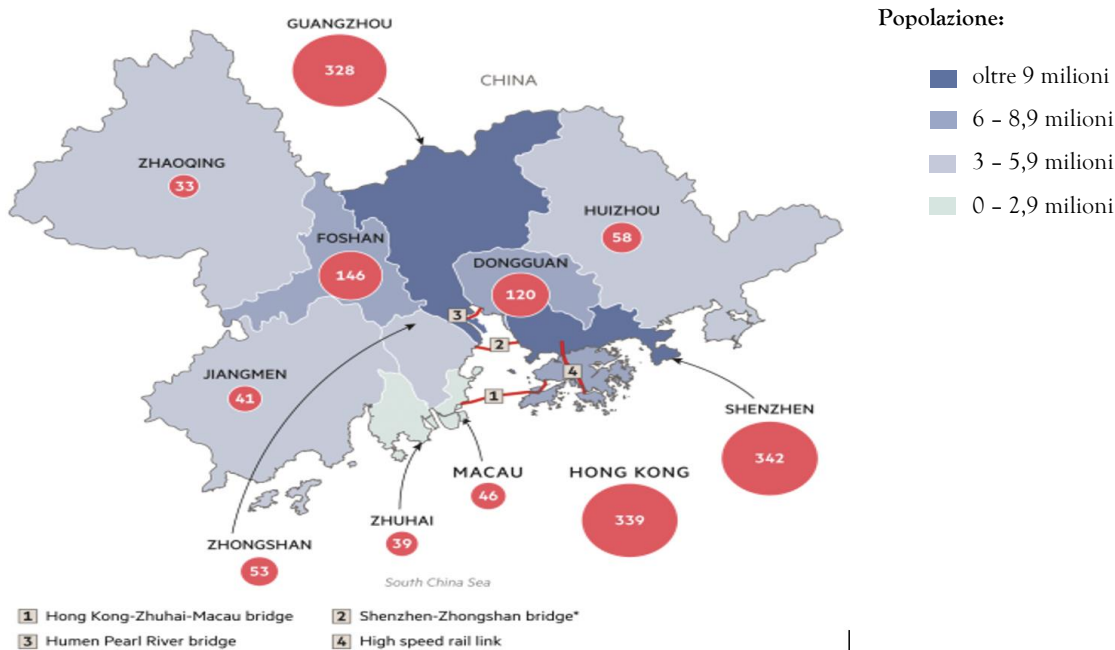 GUANGZHOU
328
CHINA
ZHAOQING
33
HUIZHOU
58
FOSHAN
146
DONGGUAN
120
3
2
JIANGMEN
41
4
1
SHENZHEN
342
MACAU
46
HONG KONG
339
ZHUHAI
39
ZHONGSHAN
53
South China Sea
1 Hong Kong-Zhuhai-Macau bridge
2 Shenzhen-Zhongshan bridge*
3 Humen Pearl River bridge
4 High speed rail link
Popolazione:
oltre 9 milioni
6 – 8,9 milioni
3 – 5,9 milioni
0 – 2,9 milioni